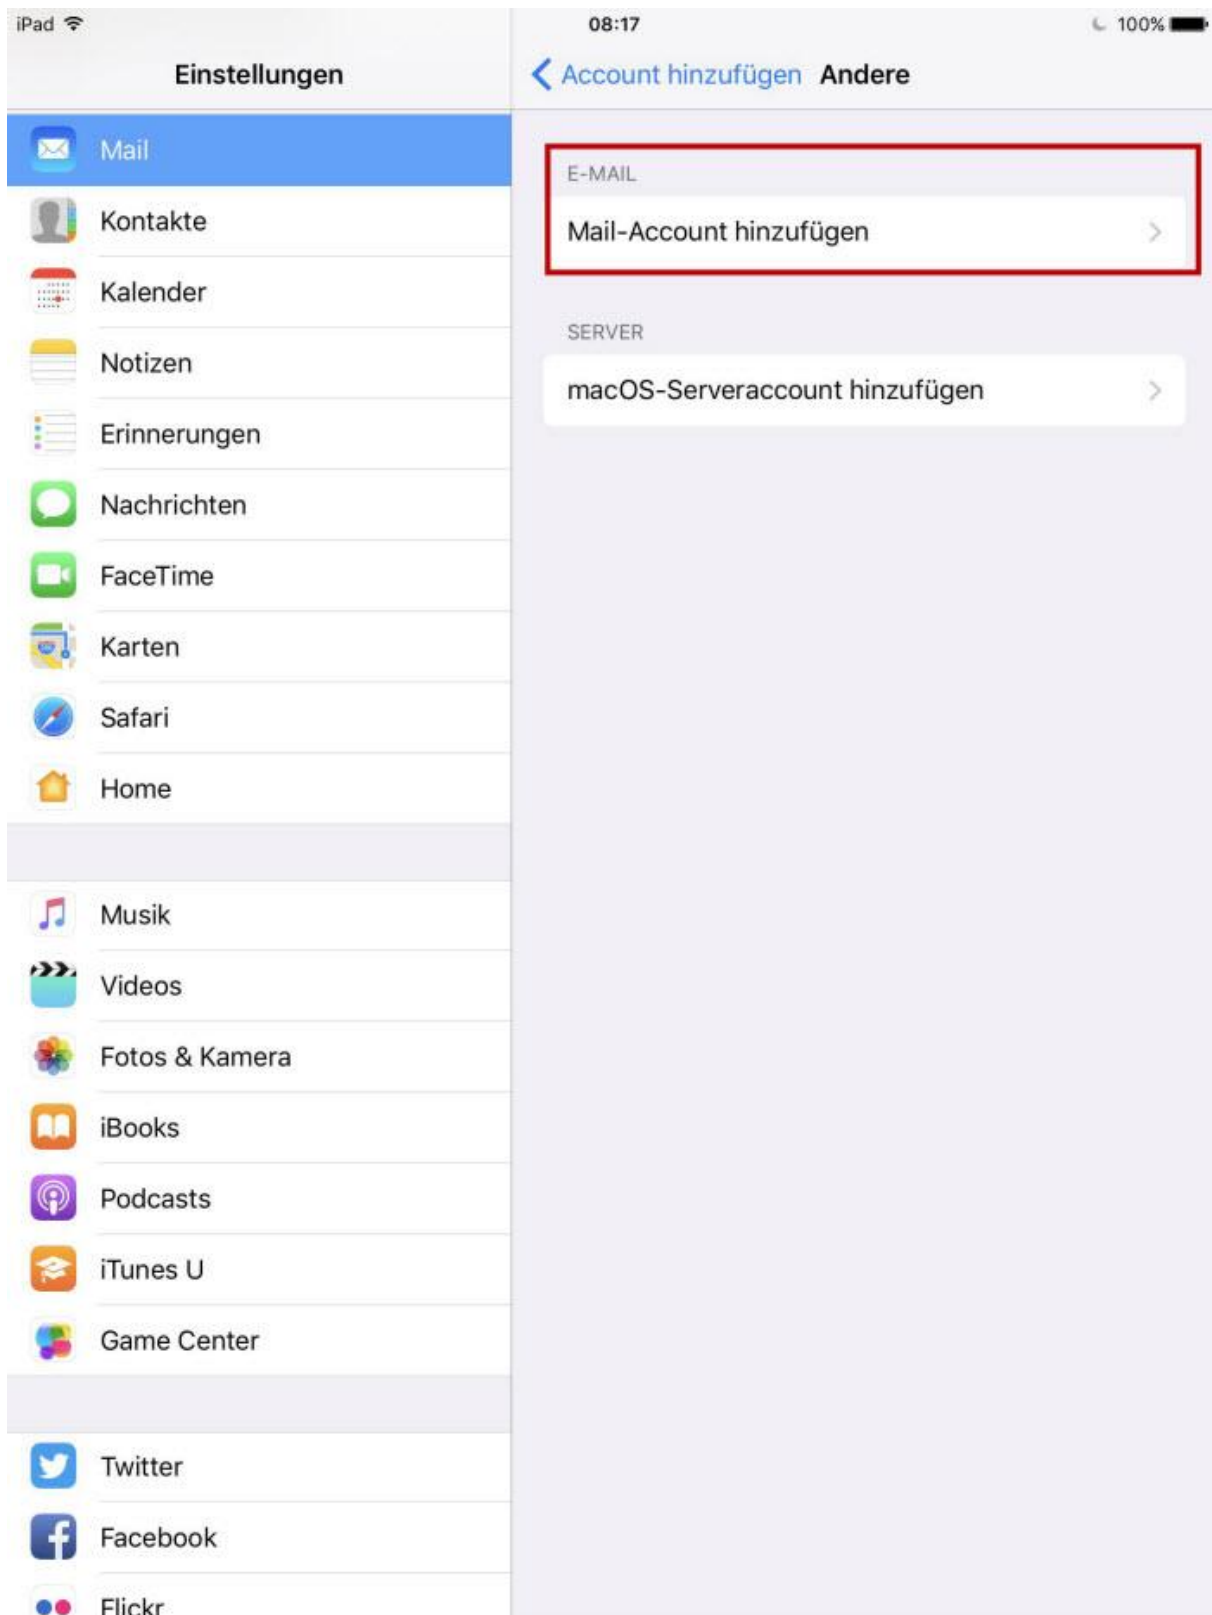 iPad
08:17
100%
Einstellungen
Account hinzufügen Andere
Mail
Kontakte
Kalender
Notizen
Erinnerungen
Nachrichten
FaceTime
Karten
Safari
Home
Musik
Videos
Fotos & Kamera
iBooks
Podcasts
iTunes U
Game Center
Twitter
Facebook
Flickr
E-MAIL
Mail-Account hinzufügen
SERVER
macOS-Serveraccount hinzufügen